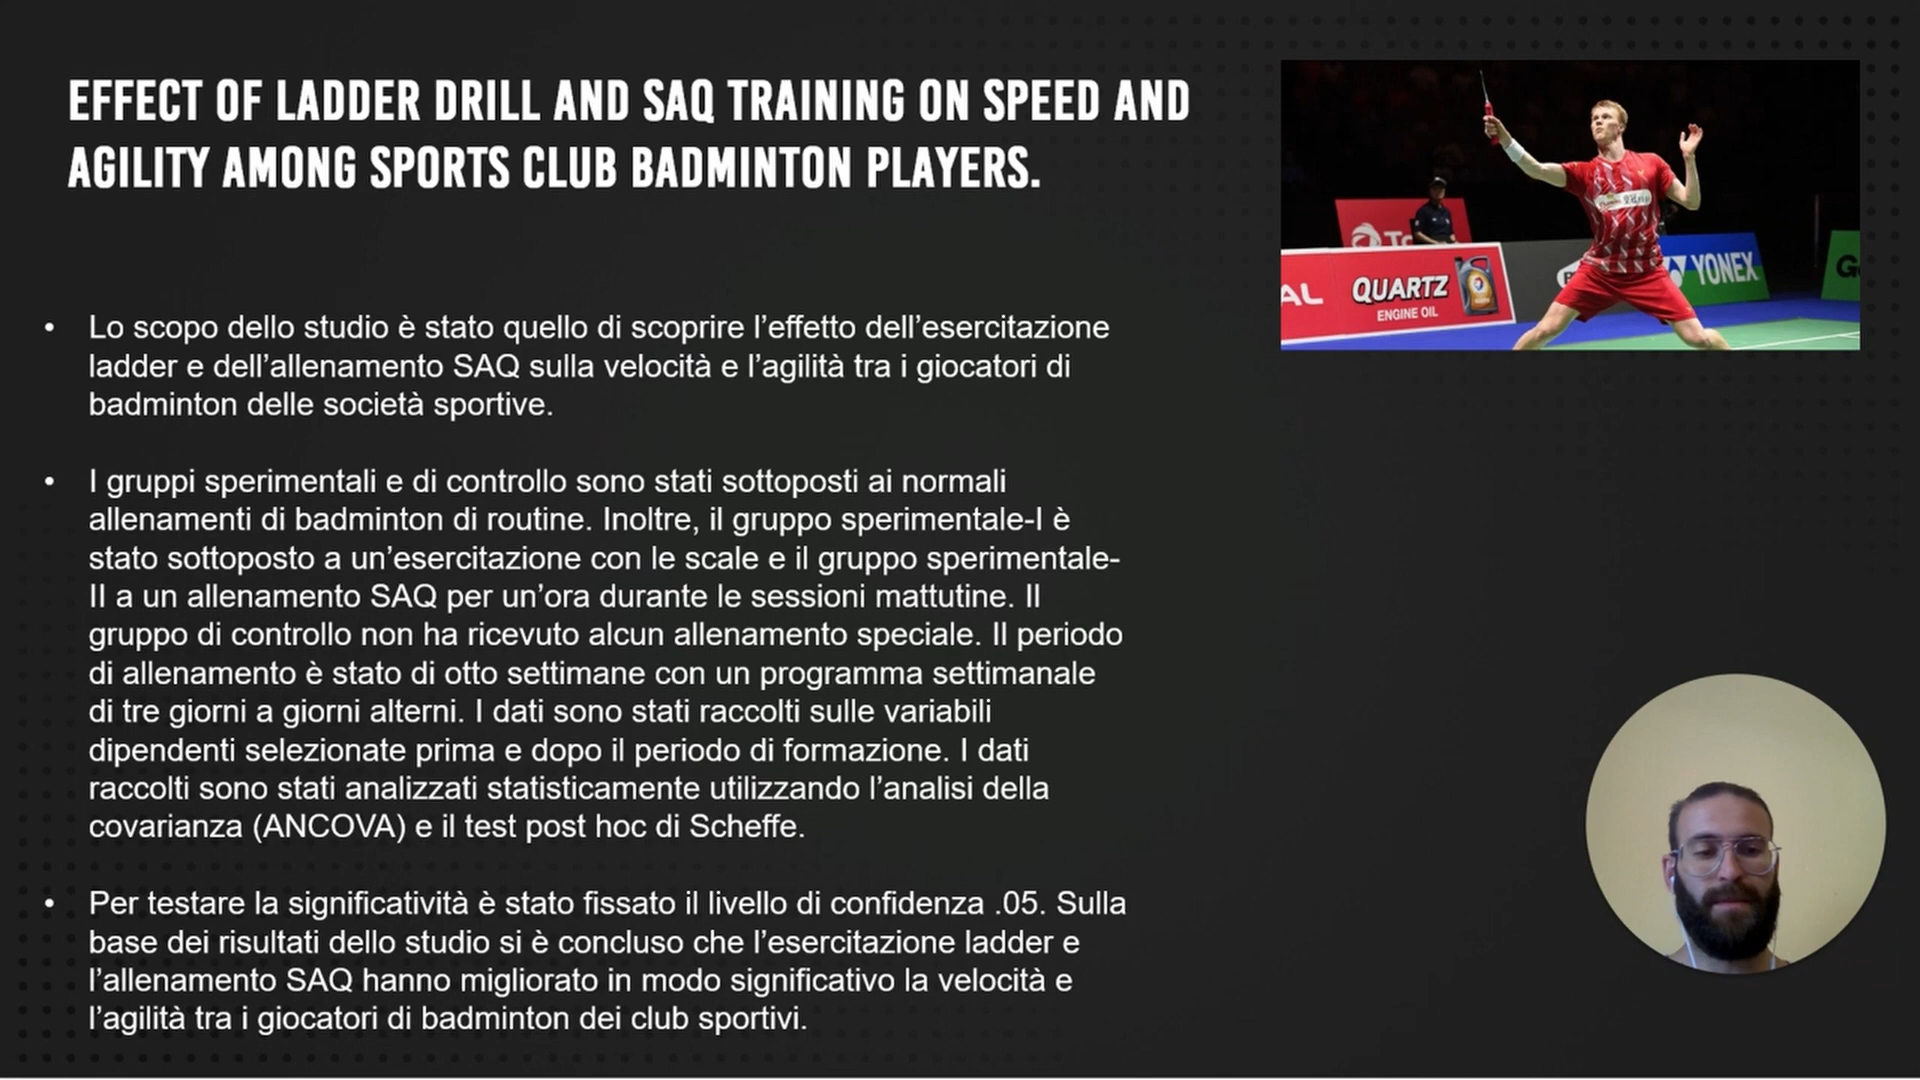 EFFECT OF LADDER DRILL AND SAQ TRAINING ON SPEED AND
AGILITY AMONG SPORTS CLUB BADMINTON PLAYERS.
AL
QUARTZ
ENGINE OIL
YONEX
• Lo scopo dello studio è stato quello di scoprire l’effetto dell’esercitazione
ladder e dell’allenamento SAQ sulla velocità e l’agilità tra i giocatori di
badminton delle società sportive.
• I gruppi sperimentali e di controllo sono stati sottoposti ai normali
allenamenti di badminton di routine. Inoltre, il gruppo sperimentale-I è
stato sottoposto a un’esercitazione con le scale e il gruppo sperimentale-
II a un allenamento SAQ per un’ora durante le sessioni mattutine. Il
gruppo di controllo non ha ricevuto alcun allenamento speciale. Il periodo
di allenamento è stato di otto settimane con un programma settimanale
di tre giorni a giorni alterni. I dati sono stati raccolti sulle variabili
dipendenti selezionate prima e dopo il periodo di formazione. I dati
raccolti sono stati analizzati statisticamente utilizzando l’analisi della
covarianza (ANCOVA) e il test post hoc di Scheffe.
• Per testare la significatività è stato fissato il livello di confidenza .05. Sulla
base dei risultati dello studio si è concluso che l’esercitazione ladder e
l’allenamento SAQ hanno migliorato in modo significativo la velocità e
l’agilità tra i giocatori di badminton dei club sportivi.